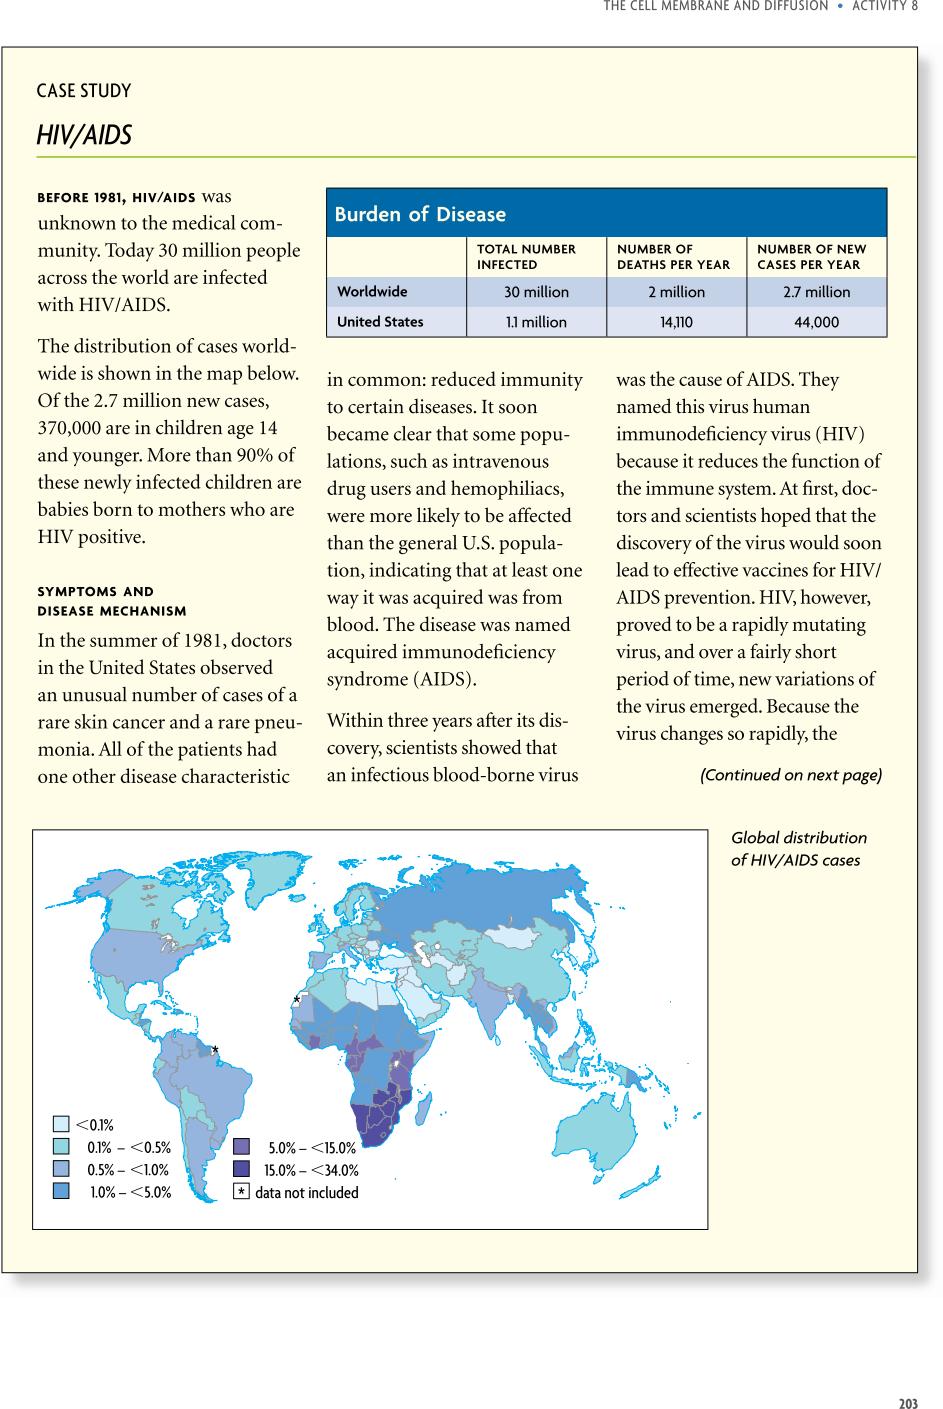 THE CELL MEMBRANE AND DIFFUSION • ACTIVITY 8
CASE STUDY
HIV/AIDS
BEFORE 1981, HIV/AIDS was
unknown to the medical com-
munity. Today 30 million people
across the world are infected
with HIV/AIDS.
The distribution of cases world-
wide is shown in the map below.
Of the 2.7 million new cases,
370,000 are in children age 14
and younger. More than 90% of
these newly infected children are
babies born to mothers who are
HIV positive.
SYMPTOMS AND
DISEASE MECHANISM
In the summer of 1981, doctors
in the United States observed
an unusual number of cases of a
rare skin cancer and a rare pneu-
monia. All of the patients had
one other disease characteristic
Burden of Disease
TOTAL NUMBER INFECTED
NUMBER OF DEATHS PER YEAR
NUMBER OF NEW CASES PER YEAR
Worldwide 30 million 2 million 2.7 million
United States 1.1 million 14,110 44,000
in common: reduced immunity
to certain diseases. It soon
became clear that some popu-
lations, such as intravenous
drug users and hemophiliacs,
were more likely to be affected
than the general U.S. popula-
tion, indicating that at least one
way it was acquired was from
blood. The disease was named
acquired immunodeficiency
syndrome (AIDS).
Within three years after its dis-
covery, scientists showed that
an infectious blood-borne virus
was the cause of AIDS. They
named this virus human
immunodeficiency virus (HIV)
because it reduces the function of
the immune system. At first, doc-
tors and scientists hoped that the
discovery of the virus would soon
lead to effective vaccines for HIV/
AIDS prevention. HIV, however,
proved to be a rapidly mutating
virus, and over a fairly short
period of time, new variations of
the virus emerged. Because the
virus changes so rapidly, the
(Continued on next page)
Global distribution
of HIV/AIDS cases
*
*
<0.1%
0.1% – <0.5%
0.5% – <1.0%
1.0% – <5.0%
5.0% – <15.0%
15.0% – <34.0%
* data not included
203